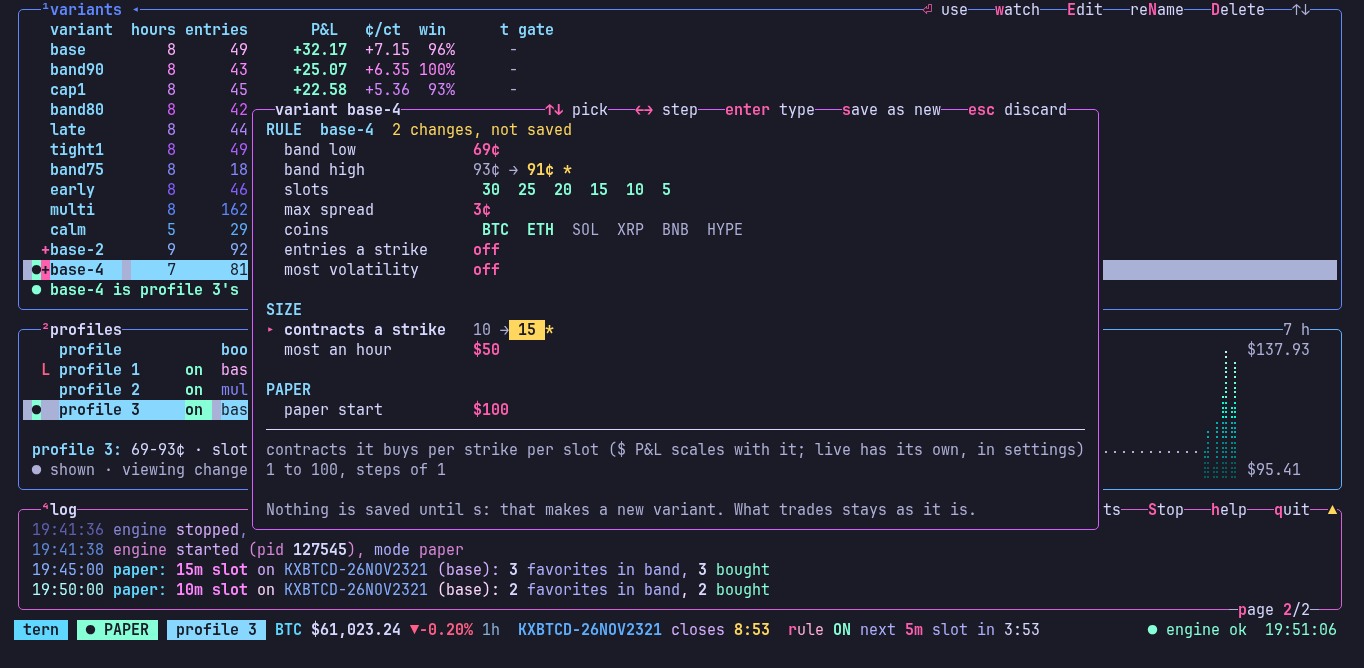 ¹variants ◂ ⏎ use watch Edit reName Delete ↑↓
variant hours entries P&L ¢/ct win t gate
base 8 49 +32.17 +7.15 96% -
band90 8 43 +25.07 +6.35 100% -
cap1 8 45 +22.58 +5.36 93% -
band80 8 42
late 8 44
tight1 8 49
band75 8 18
early 8 46
multi 8 162
calm 5 29
+base-2 9 92
●+base-4 7 81
● base-4 is profile 3's
variant base-4 ↑↓ pick ↔ step enter type save as new esc discard
RULE base-4 2 changes, not saved
band low 69¢
band high 93¢ → 91¢ *
slots 30 25 20 15 10 5
max spread 3¢
coins BTC ETH SOL XRP BNB HYPE
entries a strike off
most volatility off
SIZE
▸ contracts a strike 10 → 15 *
most an hour $50
PAPER
paper start $100
contracts it buys per strike per slot ($ P&L scales with it; live has its own, in settings)
1 to 100, steps of 1
Nothing is saved until s: that makes a new variant. What trades stays as it is.
²profiles 7 h
profile boo $137.93
L profile 1 on bas
profile 2 on mul
● profile 3 on bas
profile 3: 69-93¢ · slot
● shown · viewing change $95.41
⁴log ts Stop help quit ▲
19:41:36 engine stopped,
19:41:38 engine started (pid 127545), mode paper
19:45:00 paper: 15m slot on KXBTCD-26NOV2321 (base): 3 favorites in band, 3 bought
19:50:00 paper: 10m slot on KXBTCD-26NOV2321 (base): 2 favorites in band, 2 bought
page 2/2
tern ● PAPER profile 3 BTC $61,023.24 ▼-0.20% 1h KXBTCD-26NOV2321 closes 8:53 rule ON next 5m slot in 3:53 ● engine ok 19:51:06